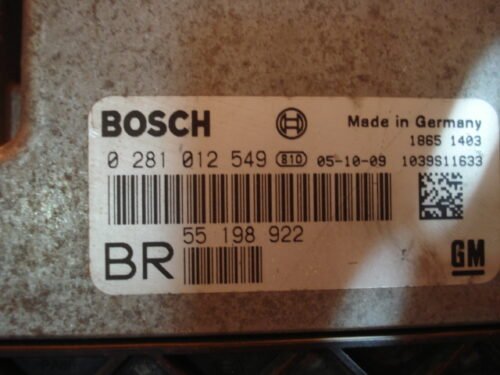 BOSCH Made in Germany
1865 1403
0 281 012 549 810 05-10-09 1039S11633
55 198 922
BR GM